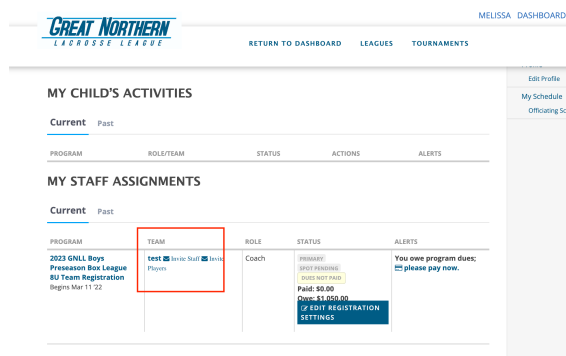 MELISSA DASHBOARD
GREAT NORTHERN
LACROSSE LEAGUE
RETURN TO DASHBOARD LEAGUES TOURNAMENTS
Edit Profile
My Schedule
Officiating Sc
MY CHILD'S ACTIVITIES
Current Past
PROGRAM ROLE/TEAM STATUS ACTIONS ALERTS
MY STAFF ASSIGNMENTS
Current Past
PROGRAM TEAM ROLE STATUS ALERTS
2023 GNLL Boys
Preseason Box League
8U Team Registration
Begins Mar 11 '22
test Invite Staff Invite
Players
Coach
PRIMARY
SPOT PENDING
DUES NOT PAID
Paid: $0.00
Owe: $1,050.00
EDIT REGISTRATION
SETTINGS
You owe program dues;
please pay now.